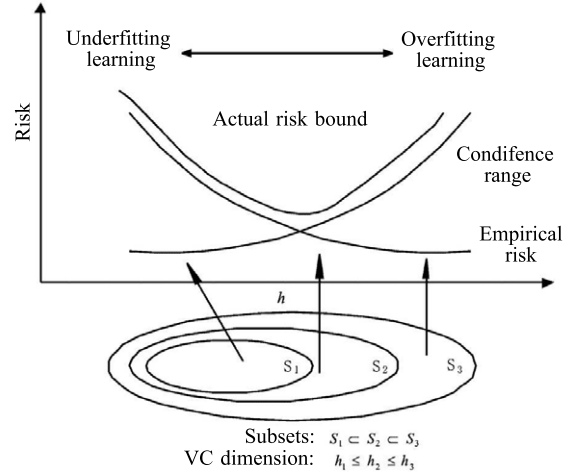 Underfitting
learning
Overfitting
learning
Actual risk bound
Risk
Condifence
range
Empirical
risk
h
S₁
S₂
S₃
Subsets: S₁ ⊂ S₂ ⊂ S₃
VC dimension: h₁ ≤ h₂ ≤ h₃